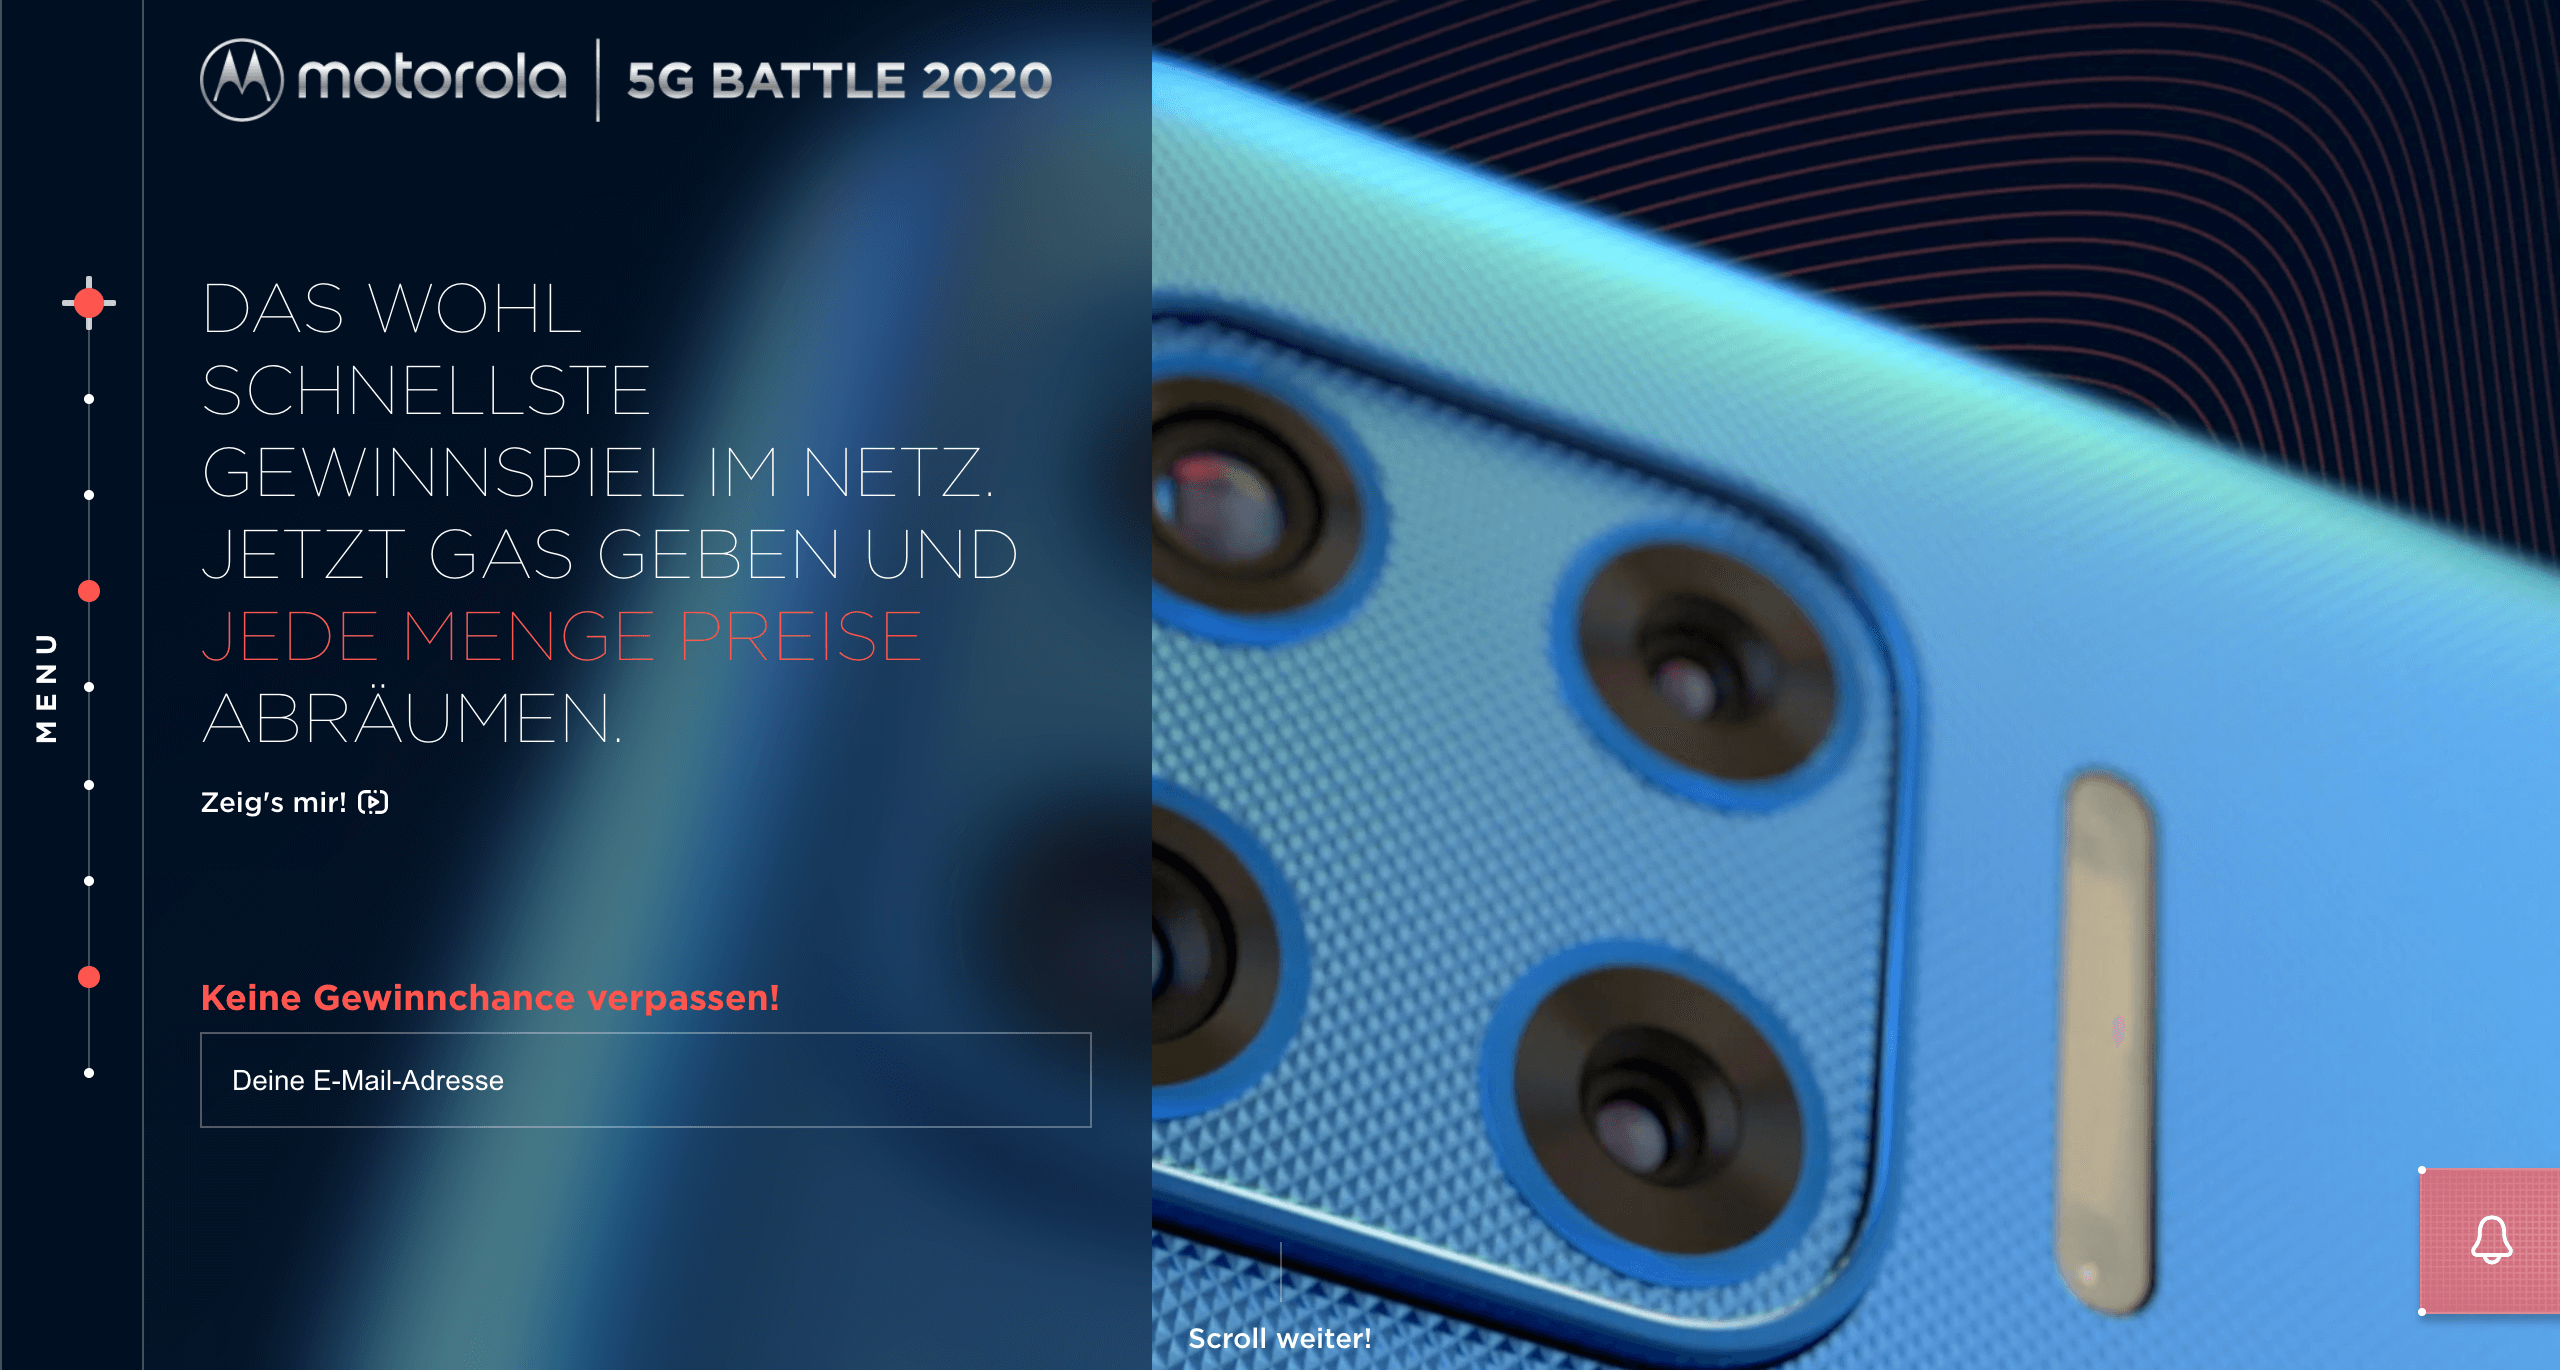 motorola | 5G BATTLE 2020
DAS WOHL
SCHNELLSTE
GEWINNSPIEL IM NETZ.
JETZT GAS GEBEN UND
JEDE MENGE PREISE
ABRÄUMEN.
MENU
Zeig's mir!
Keine Gewinnchance verpassen!
Deine E-Mail-Adresse
Scroll weiter!